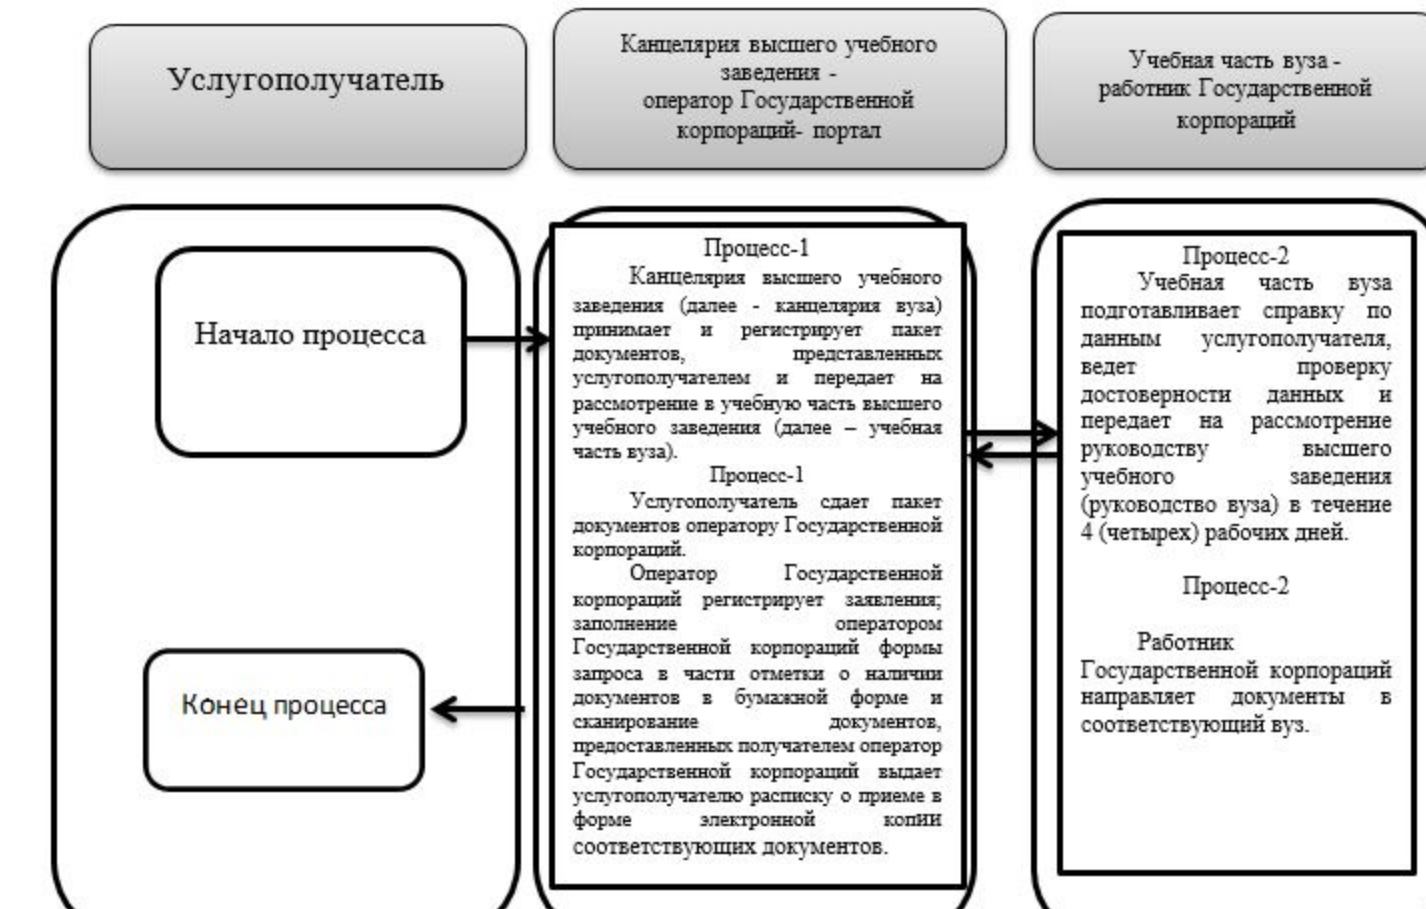 Услугополучатель
Канцелярия высшего учебного
заведения -
оператор Государственной
корпораций- портал
Учебная часть вуза -
работник Государственной
корпораций
Начало процесса
Конец процесса
Процесс-1
Канцелярия высшего учебного
заведения (далее - канцелярия вуза)
принимает и регистрирует пакет
документов, представленных
услугополучателем и передает на
рассмотрение в учебную часть высшего
учебного заведения (далее – учебная
часть вуза).
Процесс-1
Услугополучатель сдает пакет
документов оператору Государственной
корпораций.
Оператор Государственной
корпораций регистрирует заявления;
заполнение оператором
Государственной корпораций формы
запроса в части отметки о наличии
документов в бумажной форме и
сканирование документов,
предоставленных получателем оператор
Государственной корпораций выдает
услугополучателю расписку о приеме в
форме электронной копии
соответствующих документов.
Процесс-2
Учебная часть вуза
подготавливает справку по
данным услугополучателя,
ведет проверку
достоверности данных и
передает на рассмотрение
руководству высшего
учебного заведения
(руководство вуза) в течение
4 (четырех) рабочих дней.
Процесс-2
Работник
Государственной корпораций
направляет документы в
соответствующий вуз.